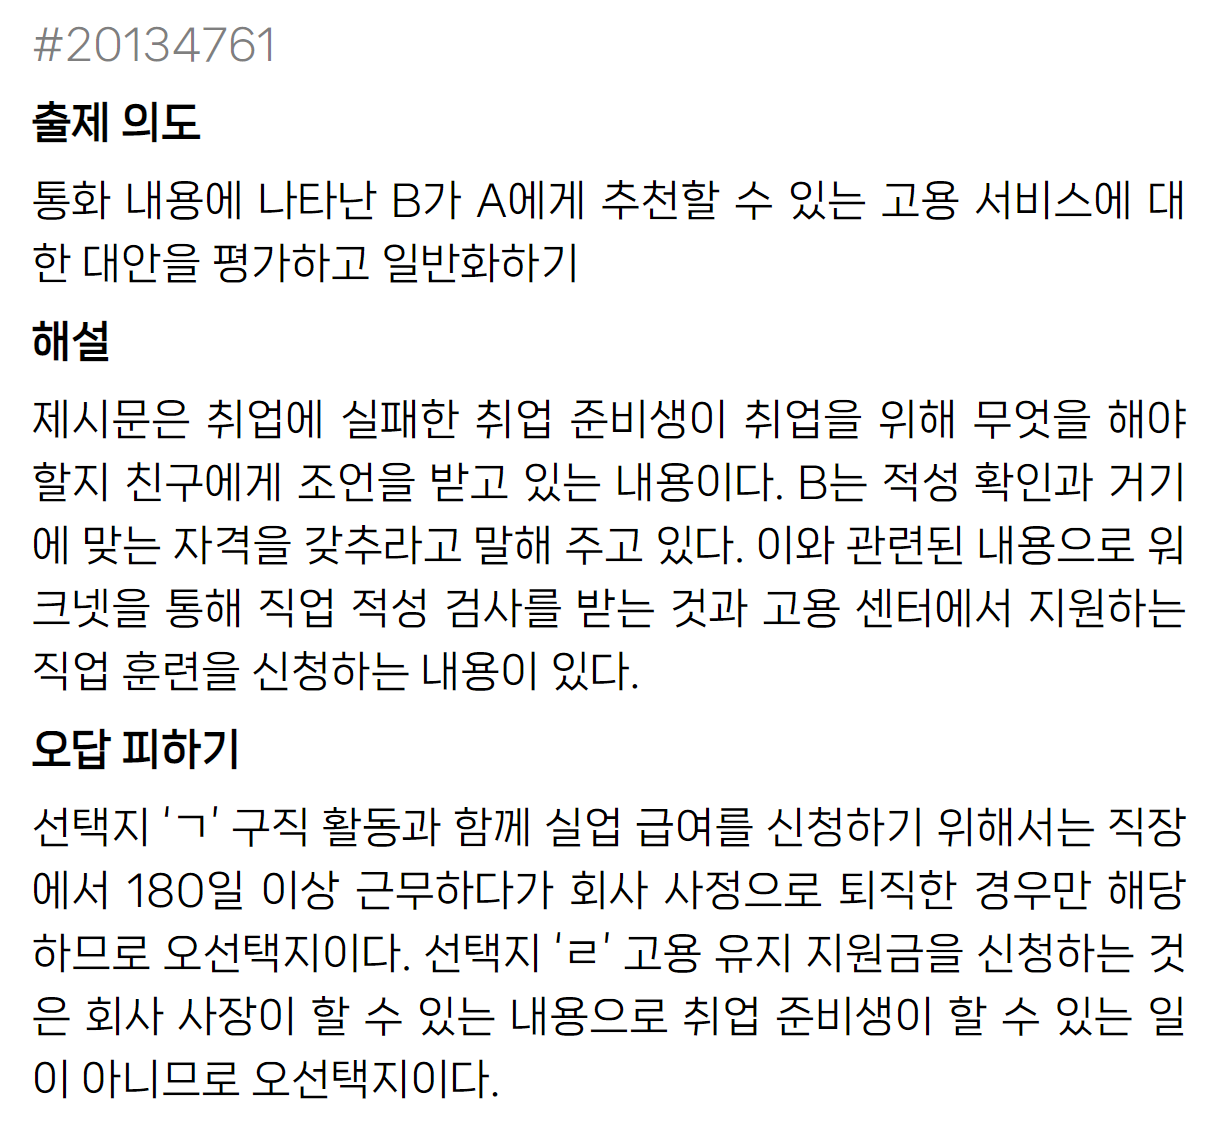 #20134761
출제 의도
통화 내용에 나타난 B가 A에게 추천할 수 있는 고용 서비스에 대
한 대안을 평가하고 일반화하기
해설
제시문은 취업에 실패한 취업 준비생이 취업을 위해 무엇을 해야
할지 친구에게 조언을 받고 있는 내용이다. B는 적성 확인과 거기
에 맞는 자격을 갖추라고 말해 주고 있다. 이와 관련된 내용으로 워
크넷을 통해 직업 적성 검사를 받는 것과 고용 센터에서 지원하는
직업 훈련을 신청하는 내용이 있다.
오답 피하기
선택지 ‘ㄱ’ 구직 활동과 함께 실업 급여를 신청하기 위해서는 직장
에서 180일 이상 근무하다가 회사 사정으로 퇴직한 경우만 해당
하므로 오선택지이다. 선택지 ‘ㄹ’ 고용 유지 지원금을 신청하는 것
은 회사 사장이 할 수 있는 내용으로 취업 준비생이 할 수 있는 일
이 아니므로 오선택지이다.